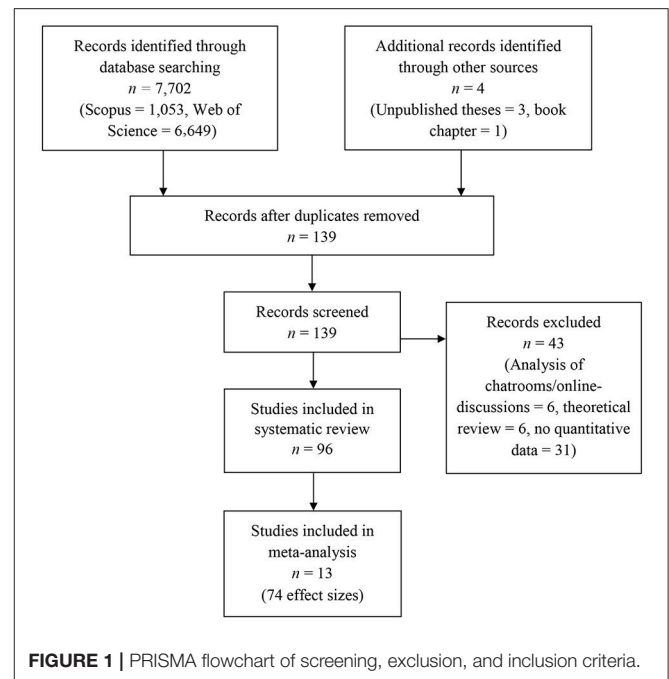 Records identified through
database searching
n = 7,702
(Scopus = 1,053, Web of
Science = 6,649)
Additional records identified
through other sources
n = 4
(Unpublished theses = 3, book
chapter = 1)
Records after duplicates removed
n = 139
Records screened
n = 139
Records excluded
n = 43
(Analysis of
chatrooms/online-
discussions = 6, theoretical
review = 6, no quantitative
data = 31)
Studies included in
systematic review
n = 96
Studies included in
meta-analysis
n = 13
(74 effect sizes)
FIGURE 1 | PRISMA flowchart of screening, exclusion, and inclusion criteria.